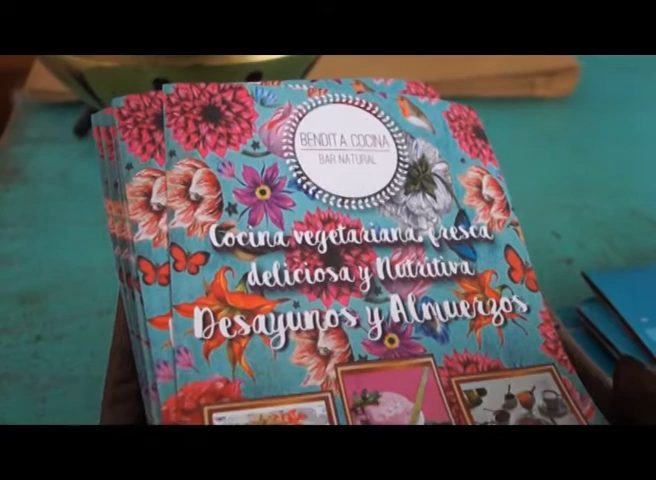 BENDITA COCINA
BAR NATURAL
Cocina vegetariana, fresca
deliciosa y Nutritiva
Desayunos y Almuerzos